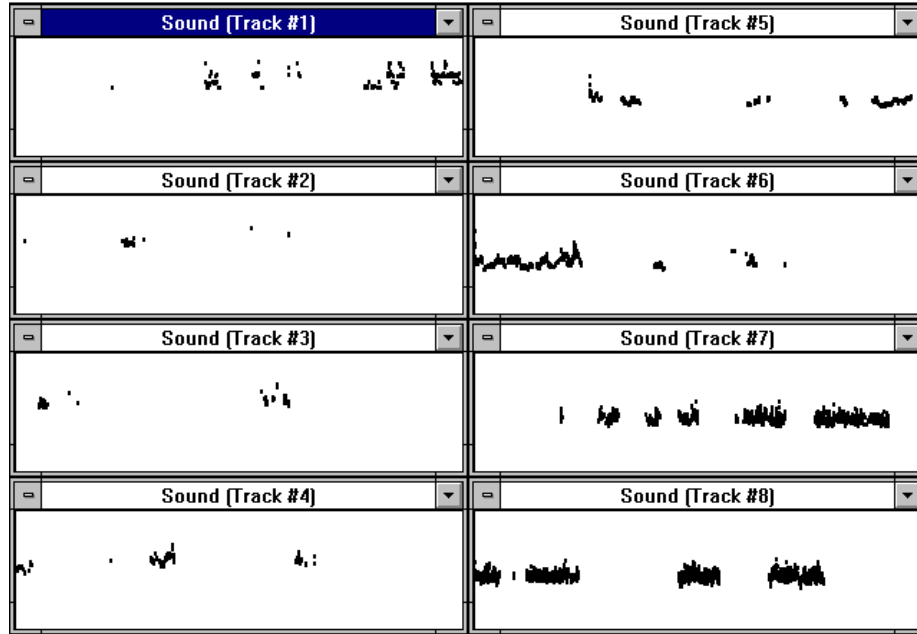 Sound (Track #1)
Sound (Track #5)
Sound (Track #2)
Sound (Track #6)
Sound (Track #3)
Sound (Track #7)
Sound (Track #4)
Sound (Track #8)